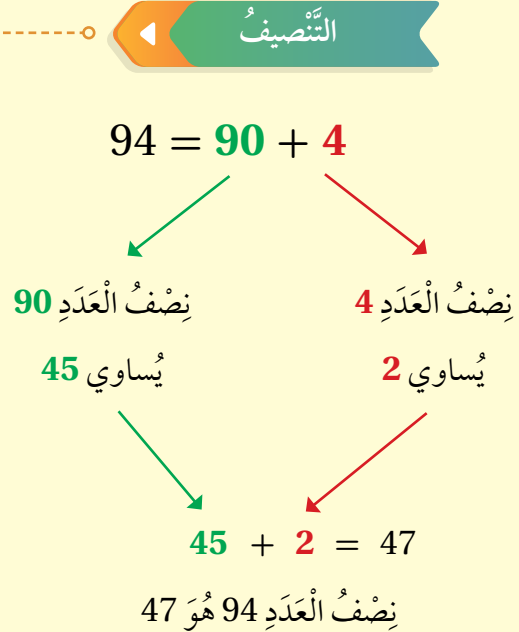 التَّنْصيفُ
94 = 90 + 4
نِصْفُ الْعَدَدِ 90
يُساوي 45
نِصْفُ الْعَدَدِ 4
يُساوي 2
45 + 2 = 47
نِصْفُ الْعَدَدِ 94 هُوَ 47